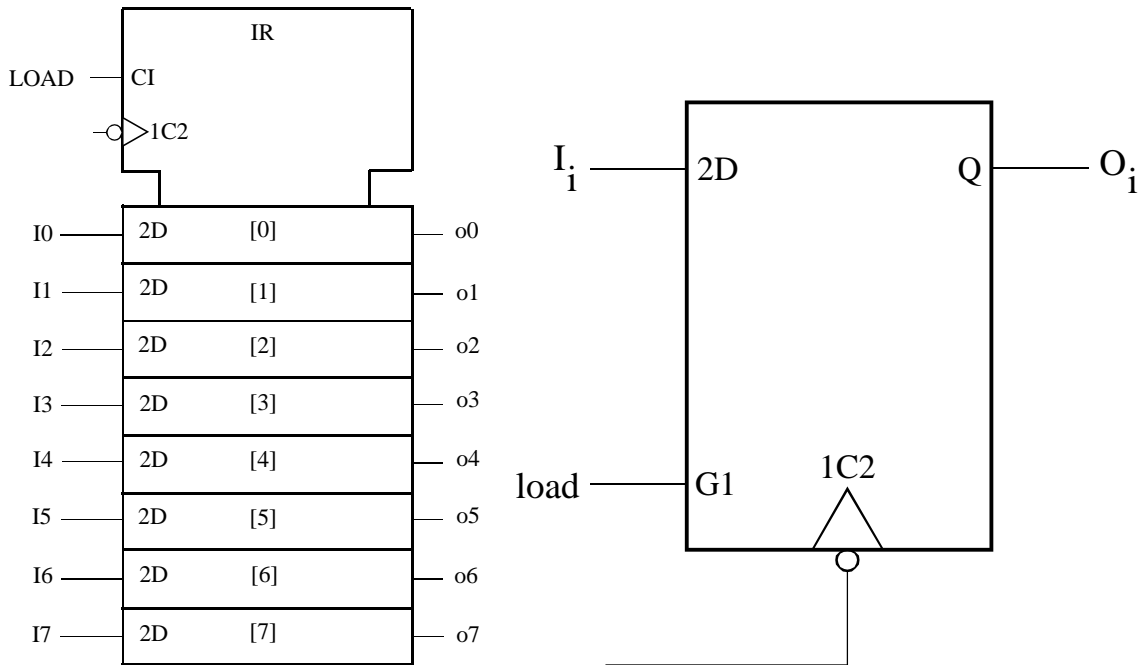 IR
LOAD CI
1C2
I0 2D [0] o0
I1 2D [1] o1
I2 2D [2] o2
I3 2D [3] o3
I4 2D [4] o4
I5 2D [5] o5
I6 2D [6] o6
I7 2D [7] o7
Ii 2D Q Oi
load G1
1C2